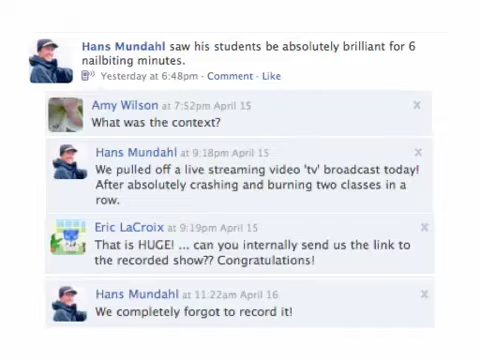 Hans Mundahl saw his students be absolutely brilliant for 6
nailbiting minutes.
Yesterday at 6:48pm · Comment · Like
Amy Wilson at 7:52pm April 15 x
What was the context?
Hans Mundahl at 9:18pm April 15 x
We pulled off a live streaming video 'tv' broadcast today!
After absolutely crashing and burning two classes in a
row.
Eric LaCroix at 9:19pm April 15 x
That is HUGE! ... can you internally send us the link to
the recorded show?? Congratulations!
Hans Mundahl at 11:22am April 16 x
We completely forgot to record it!